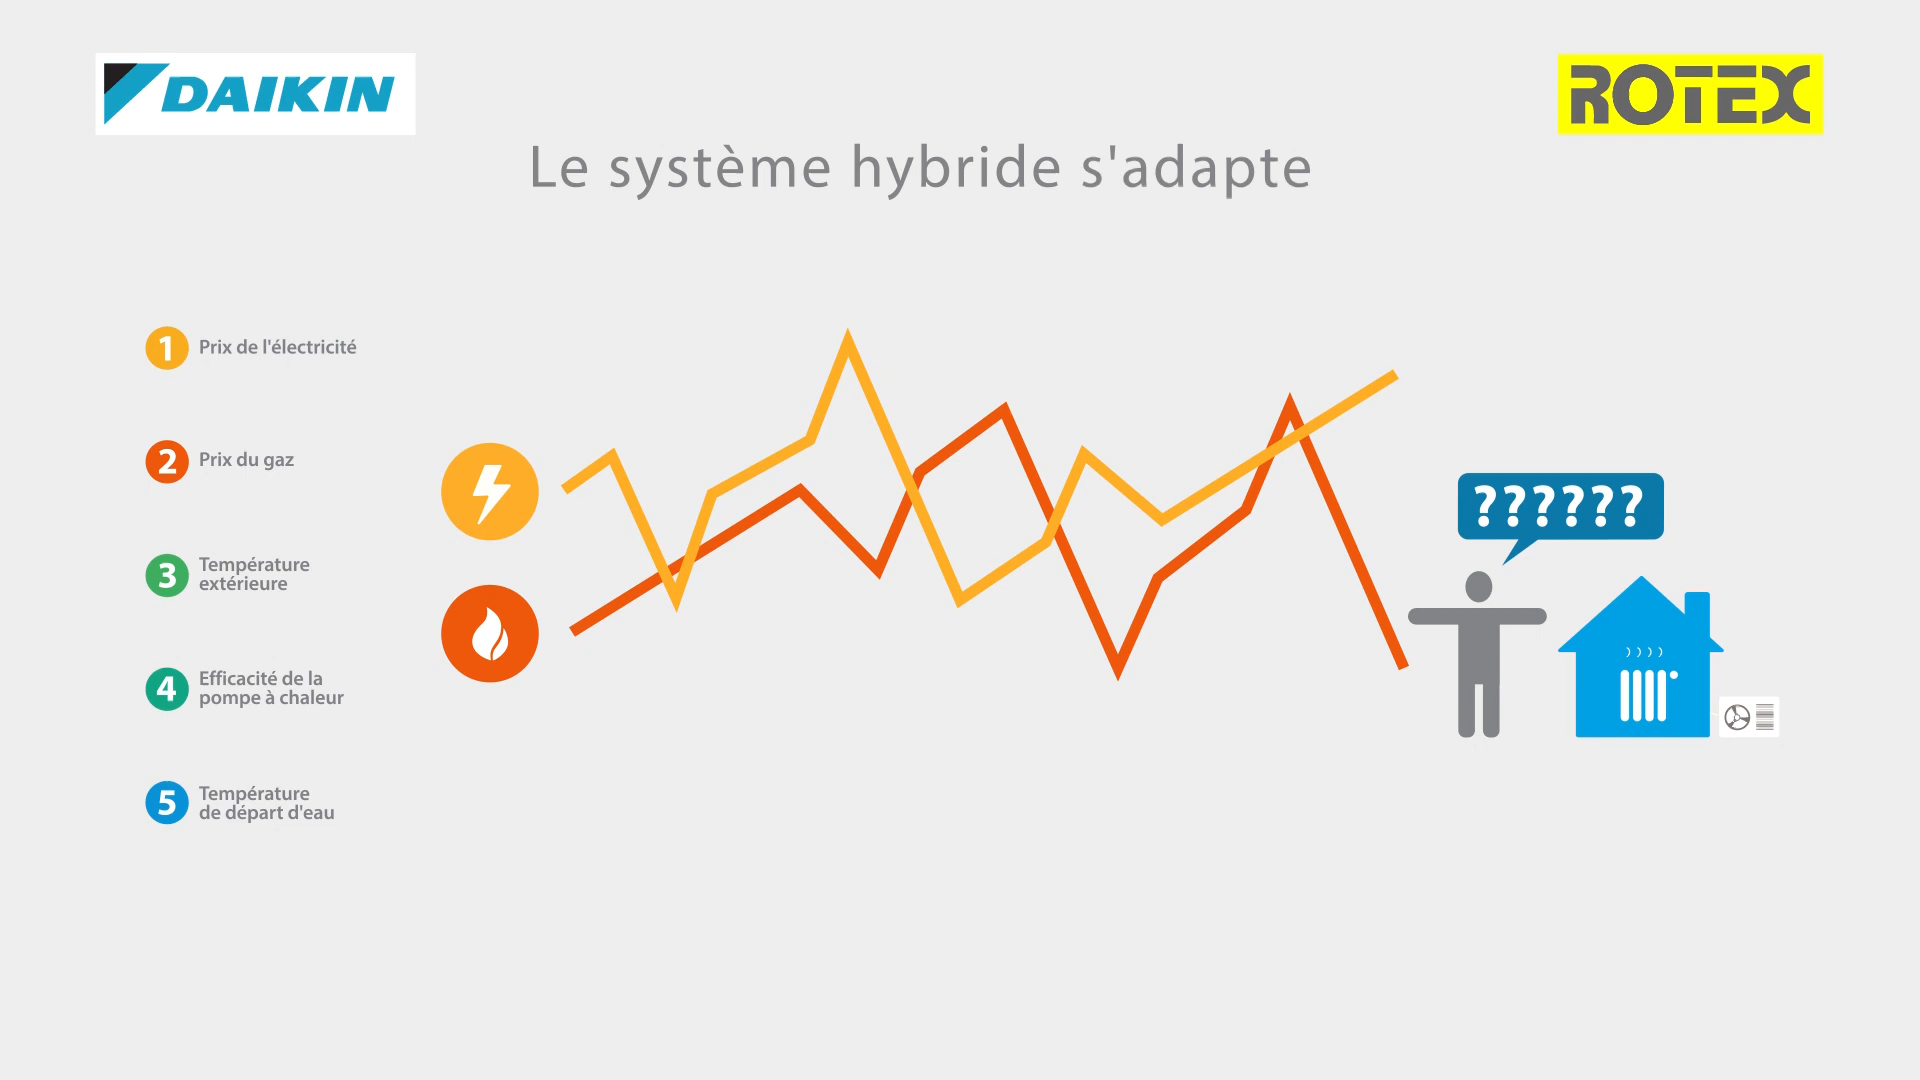 DAIKIN
ROTEX
Le système hybride s'adapte
1 Prix de l'électricité
2 Prix du gaz
3 Température
extérieure
4 Efficacité de la
pompe à chaleur
5 Température
de départ d'eau
??????